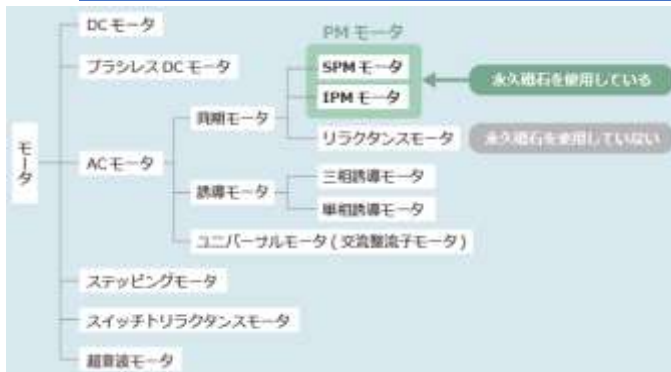 DCモータ
PMモータ
ブラシレスDCモータ
SPMモータ
永久磁石を使用している
IPMモータ
同期モータ
リラクタンスモータ
永久磁石を使用していない
モータ
ACモータ
三相誘導モータ
誘導モータ
単相誘導モータ
ユニバーサルモータ(交流整流子モータ)
ステッピングモータ
スイッチトリラクタンスモータ
超音波モータ